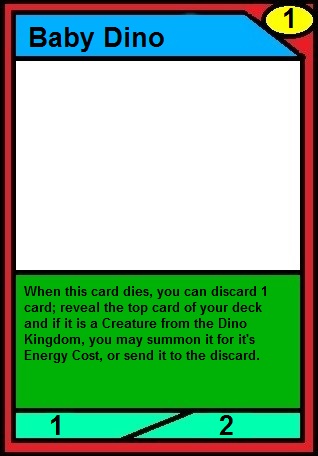 1
Baby Dino
When this card dies, you can discard 1
card; reveal the top card of your deck
and if it is a Creature from the Dino
Kingdom, you may summon it for it's
Energy Cost, or send it to the discard.
1 2